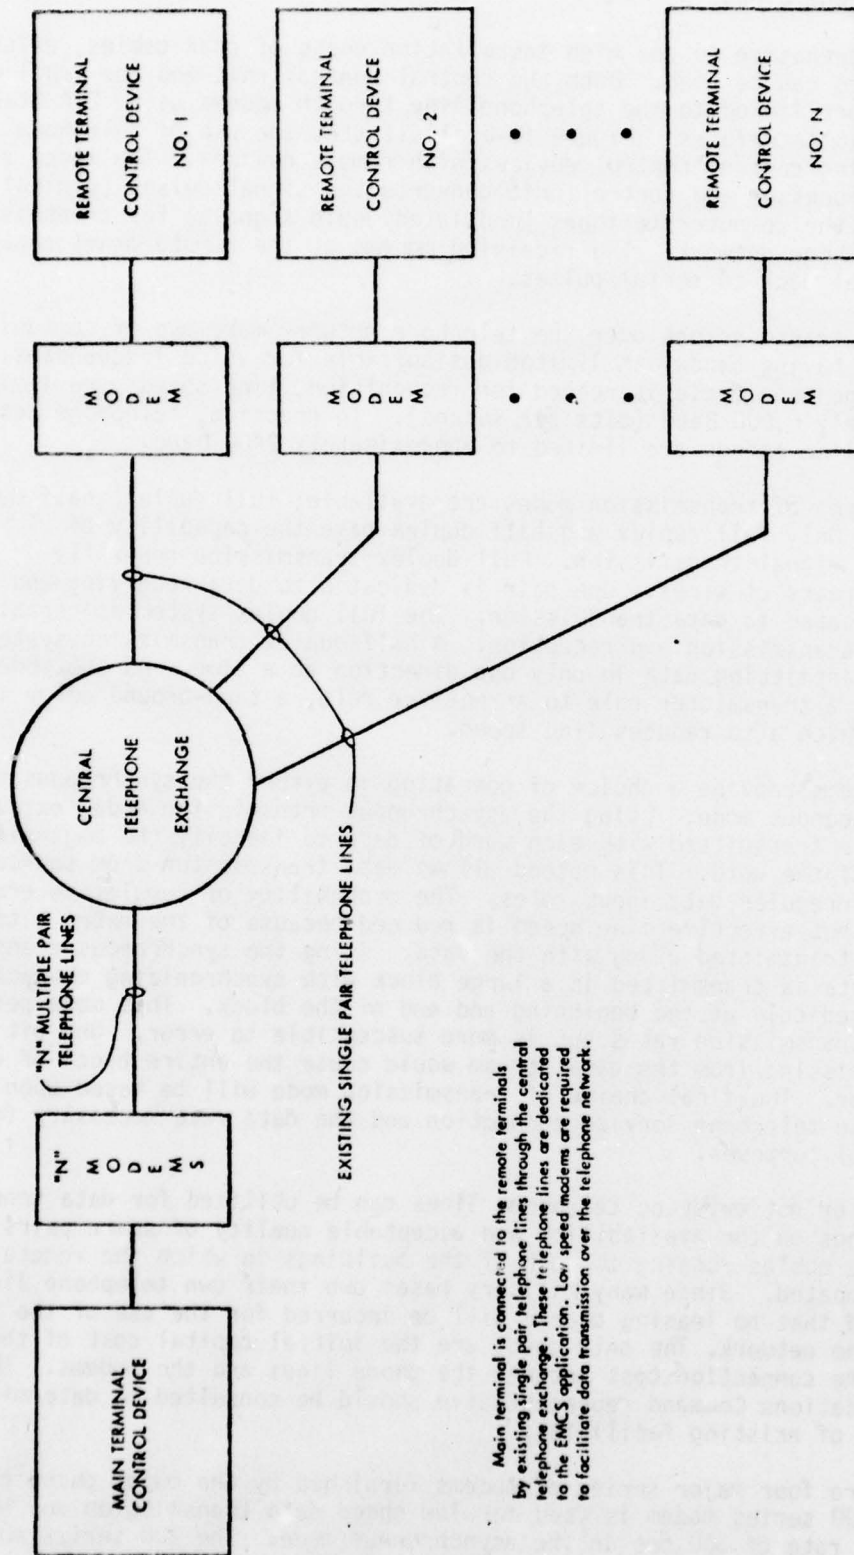 MAIN TERMINAL
CONTROL DEVICE
"N"
MODEMS
"N" MULTIPLE PAIR
TELEPHONE LINES
CENTRAL
TELEPHONE
EXCHANGE
EXISTING SINGLE PAIR TELEPHONE LINES
MODEM
REMOTE TERMINAL
CONTROL DEVICE
NO. 1
MODEM
REMOTE TERMINAL
CONTROL DEVICE
NO. 2
MODEM
REMOTE TERMINAL
CONTROL DEVICE
NO. N
Main terminal is connected to the remote terminals
by existing single pair telephone lines through the central
telephone exchange. These telephone lines are dedicated
to the EMCS application. Low speed modems are required
to facilitate data transmission over the telephone network.